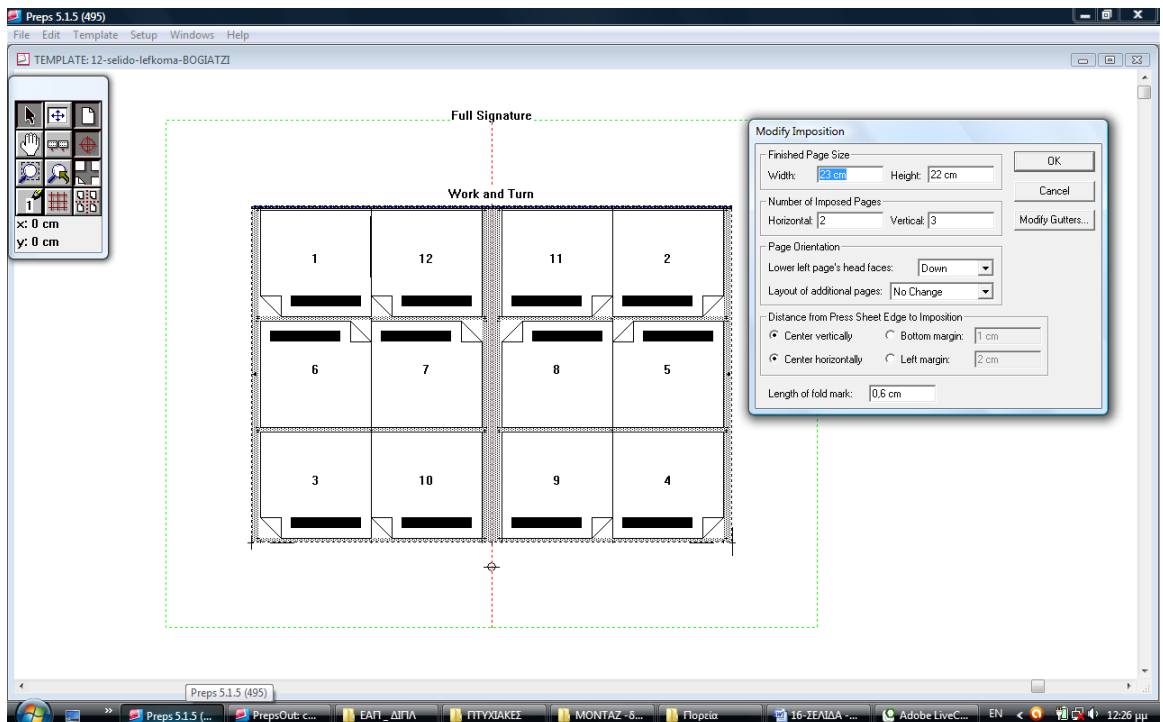 Preps 5.1.5 (495)
File Edit Template Setup Windows Help
TEMPLATE: 12-selido-lefkoma-BOGIATZI
x: 0 cm
y: 0 cm
Full Signature
Work and Turn
1 12 11 2
6 7 8 5
3 10 9 4
Modify Imposition
Finished Page Size
Width: 23 cm Height: 22 cm
Number of Imposed Pages
Horizontal: 2 Vertical: 3
Page Orientation
Lower left page's head faces: Down
Layout of additional pages: No Change
Distance from Press Sheet Edge to Imposition
Center vertically Bottom margin: 1 cm
Center horizontally Left margin: 2 cm
Length of fold mark: 0,6 cm
OK
Cancel
Modify Gutters...
Preps 5.1.5 (495)
Preps 5.1.5 (... PrepsOut: c... ΕΑΠ _ ΔΙΠΛ ΠΤΥΧΙΑΚΕΣ MONTAZ -δ... Πορεία 16-ΣΕΛΙΔΑ -... Adobe LiveC... EN 12:26 μμ